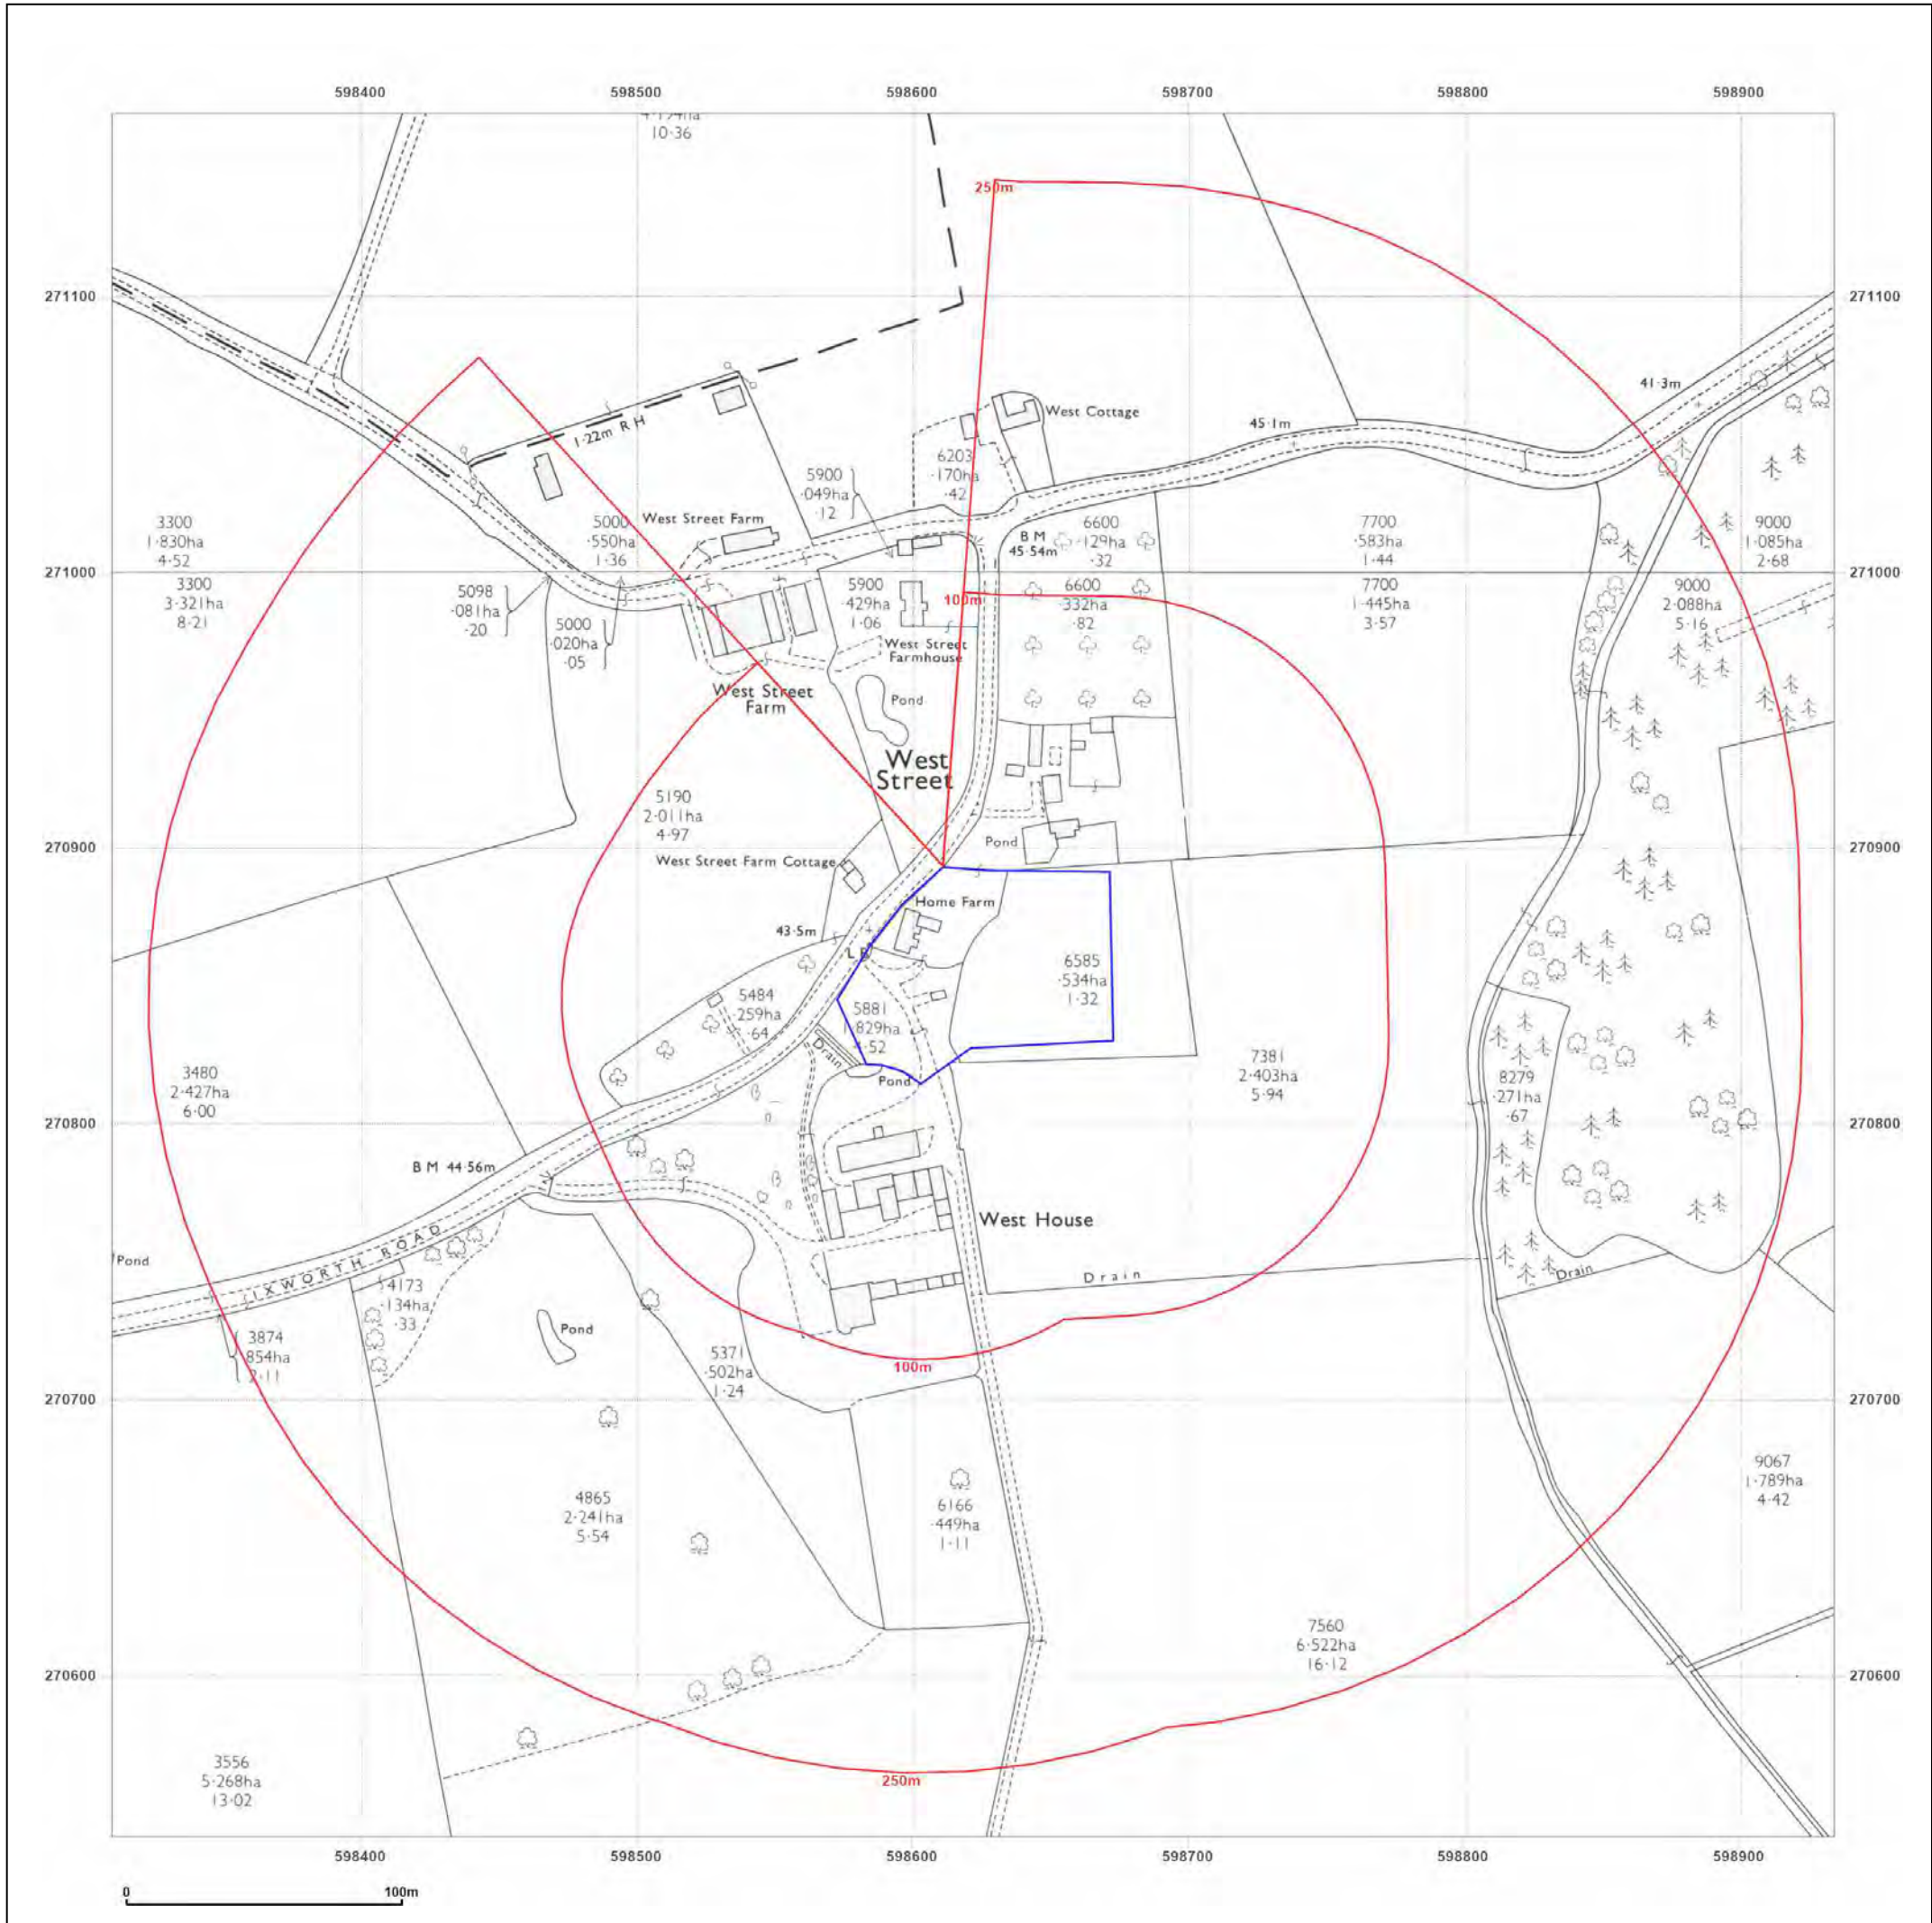 598400 598500 598600 598700 598800 598900
10·36
250m
271100 271100
41·3m
West Cottage
45·1m
1·22m R H
6203
·170ha
·42
5900
·049ha
·12
West Street Farm
3300
1·830ha
4·52
5000
·550ha
1·36
B M
45·54m
6600
·129ha
·32
7700
·583ha
1·44
9000
1·085ha
2·68
271000 271000
3300
3·321ha
8·21
5098
·081ha
·20
5000
·020ha
·05
5900
·429ha
1·06
100m
6600
·332ha
·82
7700
1·445ha
3·57
9000
2·088ha
5·16
West Street
Farmhouse
West Street
Farm
Pond
West
Street
5190
2·011ha
4·97
Pond
270900 270900
West Street Farm Cottage
Home Farm
43·5m
L B
6585
·534ha
1·32
5484
·259ha
·64
5881
1·829ha
4·52
Drain
Pond
7381
2·403ha
5·94
8279
·271ha
·67
3480
2·427ha
6·00
270800 270800
B M 44·56m
West House
Pond
IXWORTH ROAD
Drain
Drain
4173
·134ha
·33
Pond
3874
·854ha
2·11
5371
·502ha
1·24
100m
270700 270700
4865
2·241ha
5·54
6166
·449ha
1·11
9067
1·789ha
4·42
7560
6·522ha
16·12
270600 270600
3556
5·268ha
13·02
250m
598400 598500 598600 598700 598800 598900
0 100m